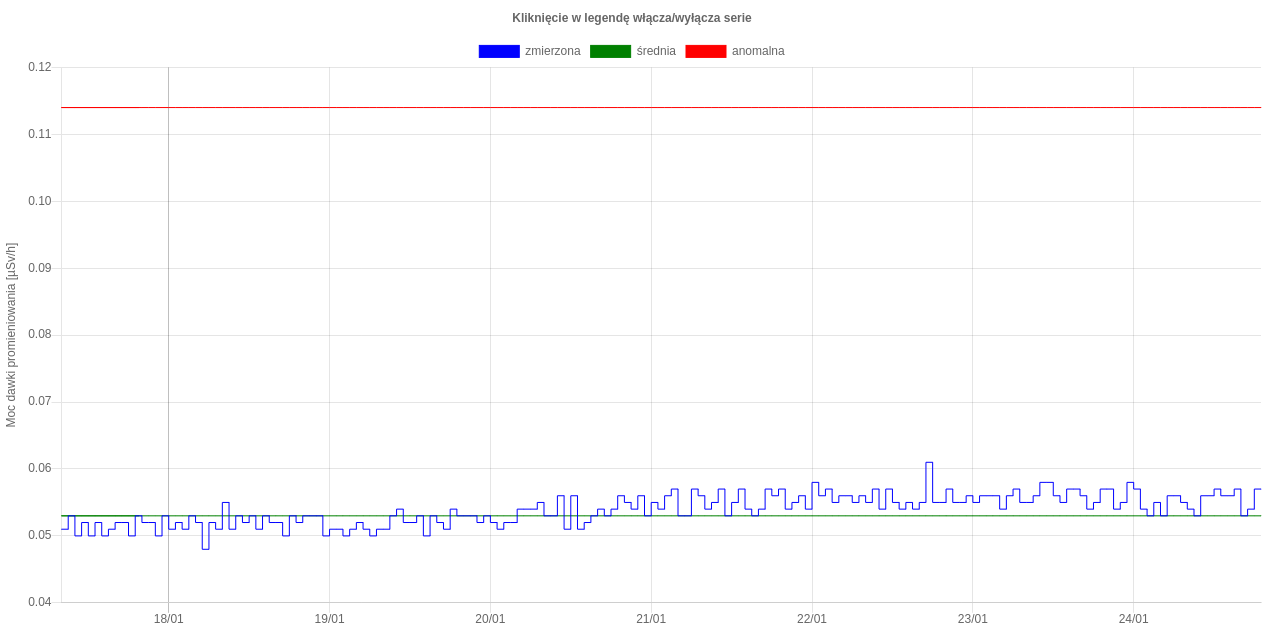 Kliknięcie w legendę włącza/wyłącza serie
zmierzona średnia anomalna
Moc dawki promieniowania [µSv/h]
0.12
0.11
0.10
0.09
0.08
0.07
0.06
0.05
0.04
18/01 19/01 20/01 21/01 22/01 23/01 24/01